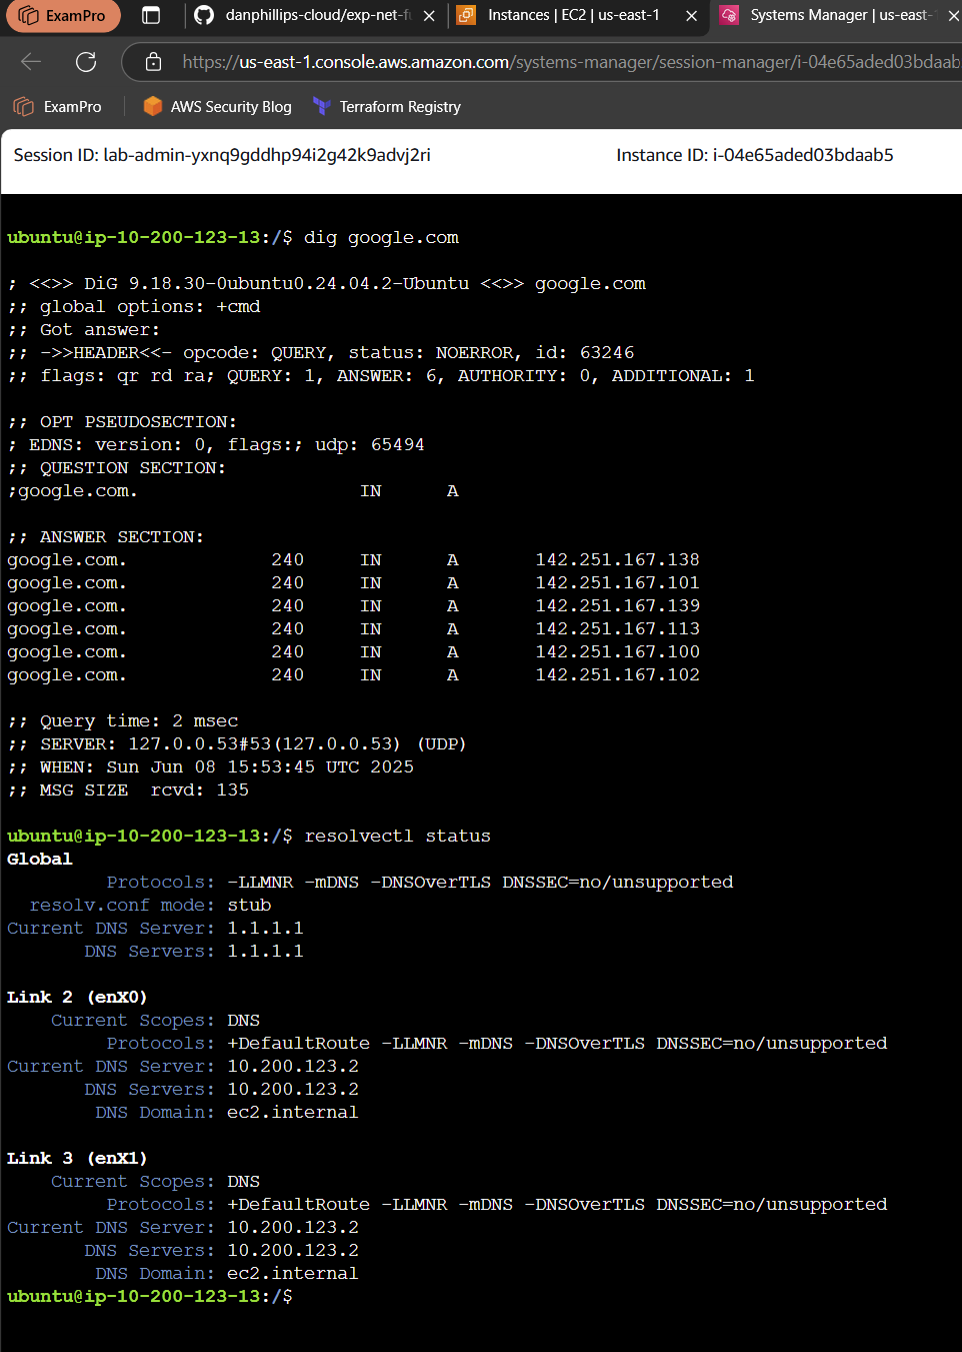 ExamPro danphillips-cloud/exp-net-f Instances | EC2 | us-east-1 Systems Manager | us-east-
https://us-east-1.console.aws.amazon.com/systems-manager/session-manager/i-04e65aded03bdaab
ExamPro AWS Security Blog Terraform Registry
Session ID: lab-admin-yxnq9gddhp94i2g42k9advj2ri Instance ID: i-04e65aded03bdaab5
ubuntu@ip-10-200-123-13:/$ dig google.com
; <<>> DiG 9.18.30-0ubuntu0.24.04.2-Ubuntu <<>> google.com
;; global options: +cmd
;; Got answer:
;; ->>HEADER<<- opcode: QUERY, status: NOERROR, id: 63246
;; flags: qr rd ra; QUERY: 1, ANSWER: 6, AUTHORITY: 0, ADDITIONAL: 1
;; OPT PSEUDOSECTION:
; EDNS: version: 0, flags:; udp: 65494
;; QUESTION SECTION:
;google.com. IN A
;; ANSWER SECTION:
google.com. 240 IN A 142.251.167.138
google.com. 240 IN A 142.251.167.101
google.com. 240 IN A 142.251.167.139
google.com. 240 IN A 142.251.167.113
google.com. 240 IN A 142.251.167.100
google.com. 240 IN A 142.251.167.102
;; Query time: 2 msec
;; SERVER: 127.0.0.53#53(127.0.0.53) (UDP)
;; WHEN: Sun Jun 08 15:53:45 UTC 2025
;; MSG SIZE rcvd: 135
ubuntu@ip-10-200-123-13:/$ resolvectl status
Global
Protocols: -LLMNR -mDNS -DNSOverTLS DNSSEC=no/unsupported
resolv.conf mode: stub
Current DNS Server: 1.1.1.1
DNS Servers: 1.1.1.1
Link 2 (enX0)
Current Scopes: DNS
Protocols: +DefaultRoute -LLMNR -mDNS -DNSOverTLS DNSSEC=no/unsupported
Current DNS Server: 10.200.123.2
DNS Servers: 10.200.123.2
DNS Domain: ec2.internal
Link 3 (enX1)
Current Scopes: DNS
Protocols: +DefaultRoute -LLMNR -mDNS -DNSOverTLS DNSSEC=no/unsupported
Current DNS Server: 10.200.123.2
DNS Servers: 10.200.123.2
DNS Domain: ec2.internal
ubuntu@ip-10-200-123-13:/$